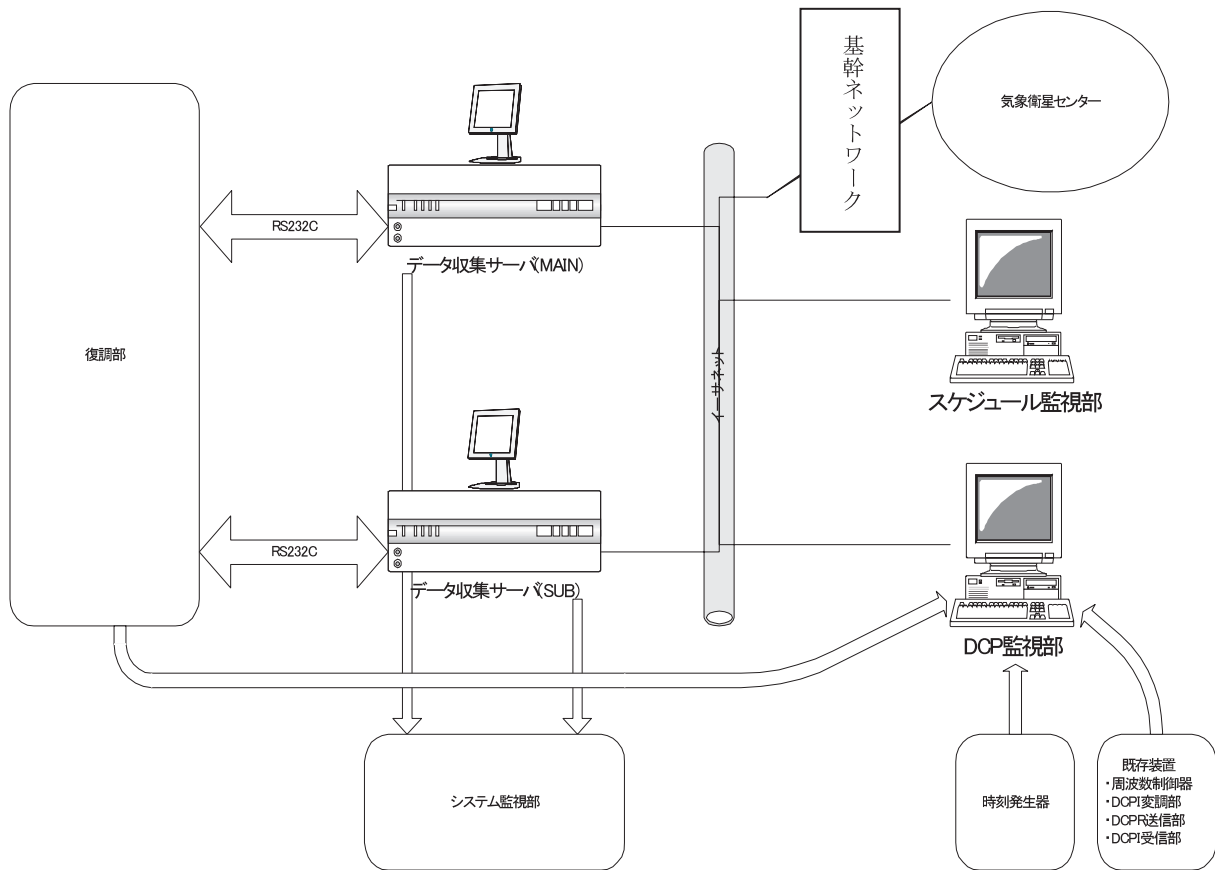 基幹ネットワーク
気象衛星センター
RS232C
データ収集サーバ(MAIN)
復調部
イーサネット
スケジュール監視部
RS232C
データ収集サーバ(SUB)
DCP監視部
システム監視部
時刻発生器
既存装置
・周波数制御器
・DCPI変調部
・DCPR送信部
・DCPI受信部